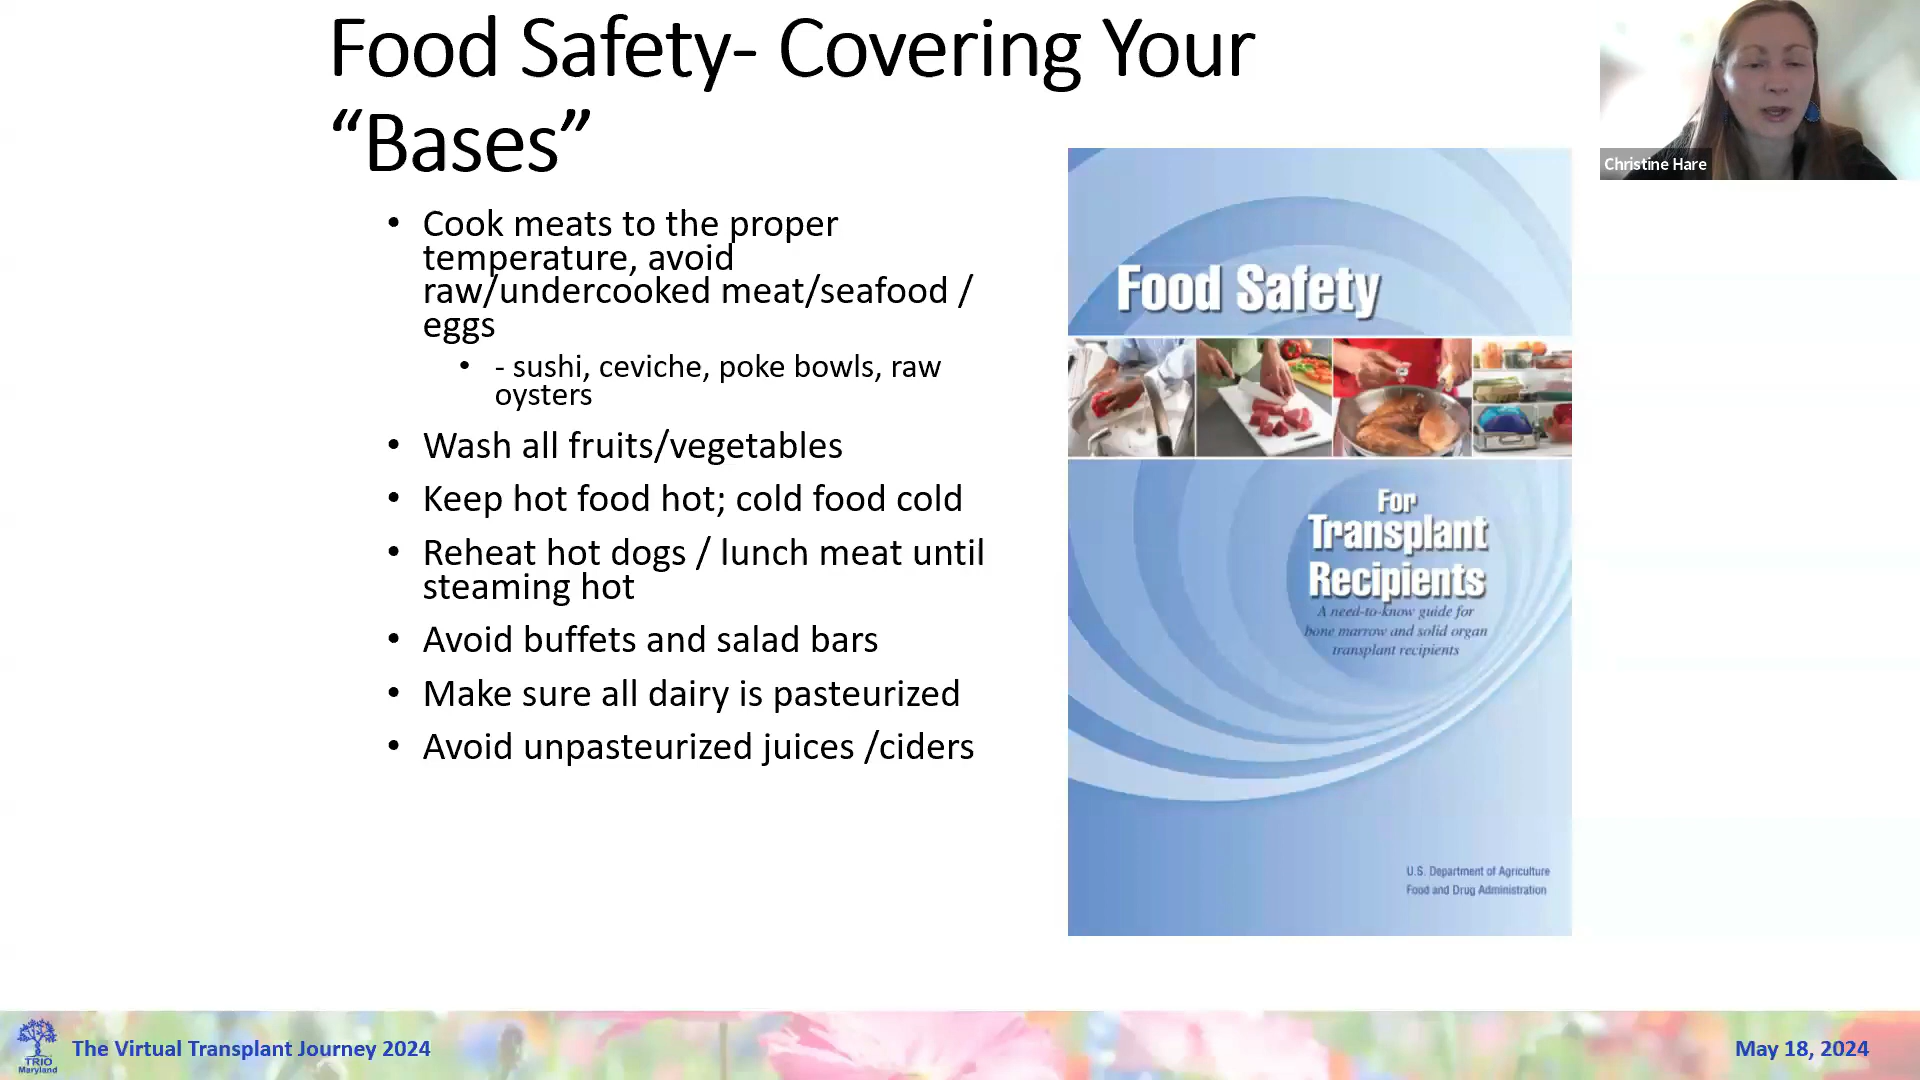 Food Safety- Covering Your
“Bases”
• Cook meats to the proper
temperature, avoid
raw/undercooked meat/seafood /
eggs
• - sushi, ceviche, poke bowls, raw
oysters
• Wash all fruits/vegetables
• Keep hot food hot; cold food cold
• Reheat hot dogs / lunch meat until
steaming hot
• Avoid buffets and salad bars
• Make sure all dairy is pasteurized
• Avoid unpasteurized juices /ciders
Food Safety
For
Transplant
Recipients
A need-to-know guide for
bone marrow and solid organ
transplant recipients
U.S. Department of Agriculture
Food and Drug Administration
Christine Hare
TRIO
Maryland
The Virtual Transplant Journey 2024
May 18, 2024